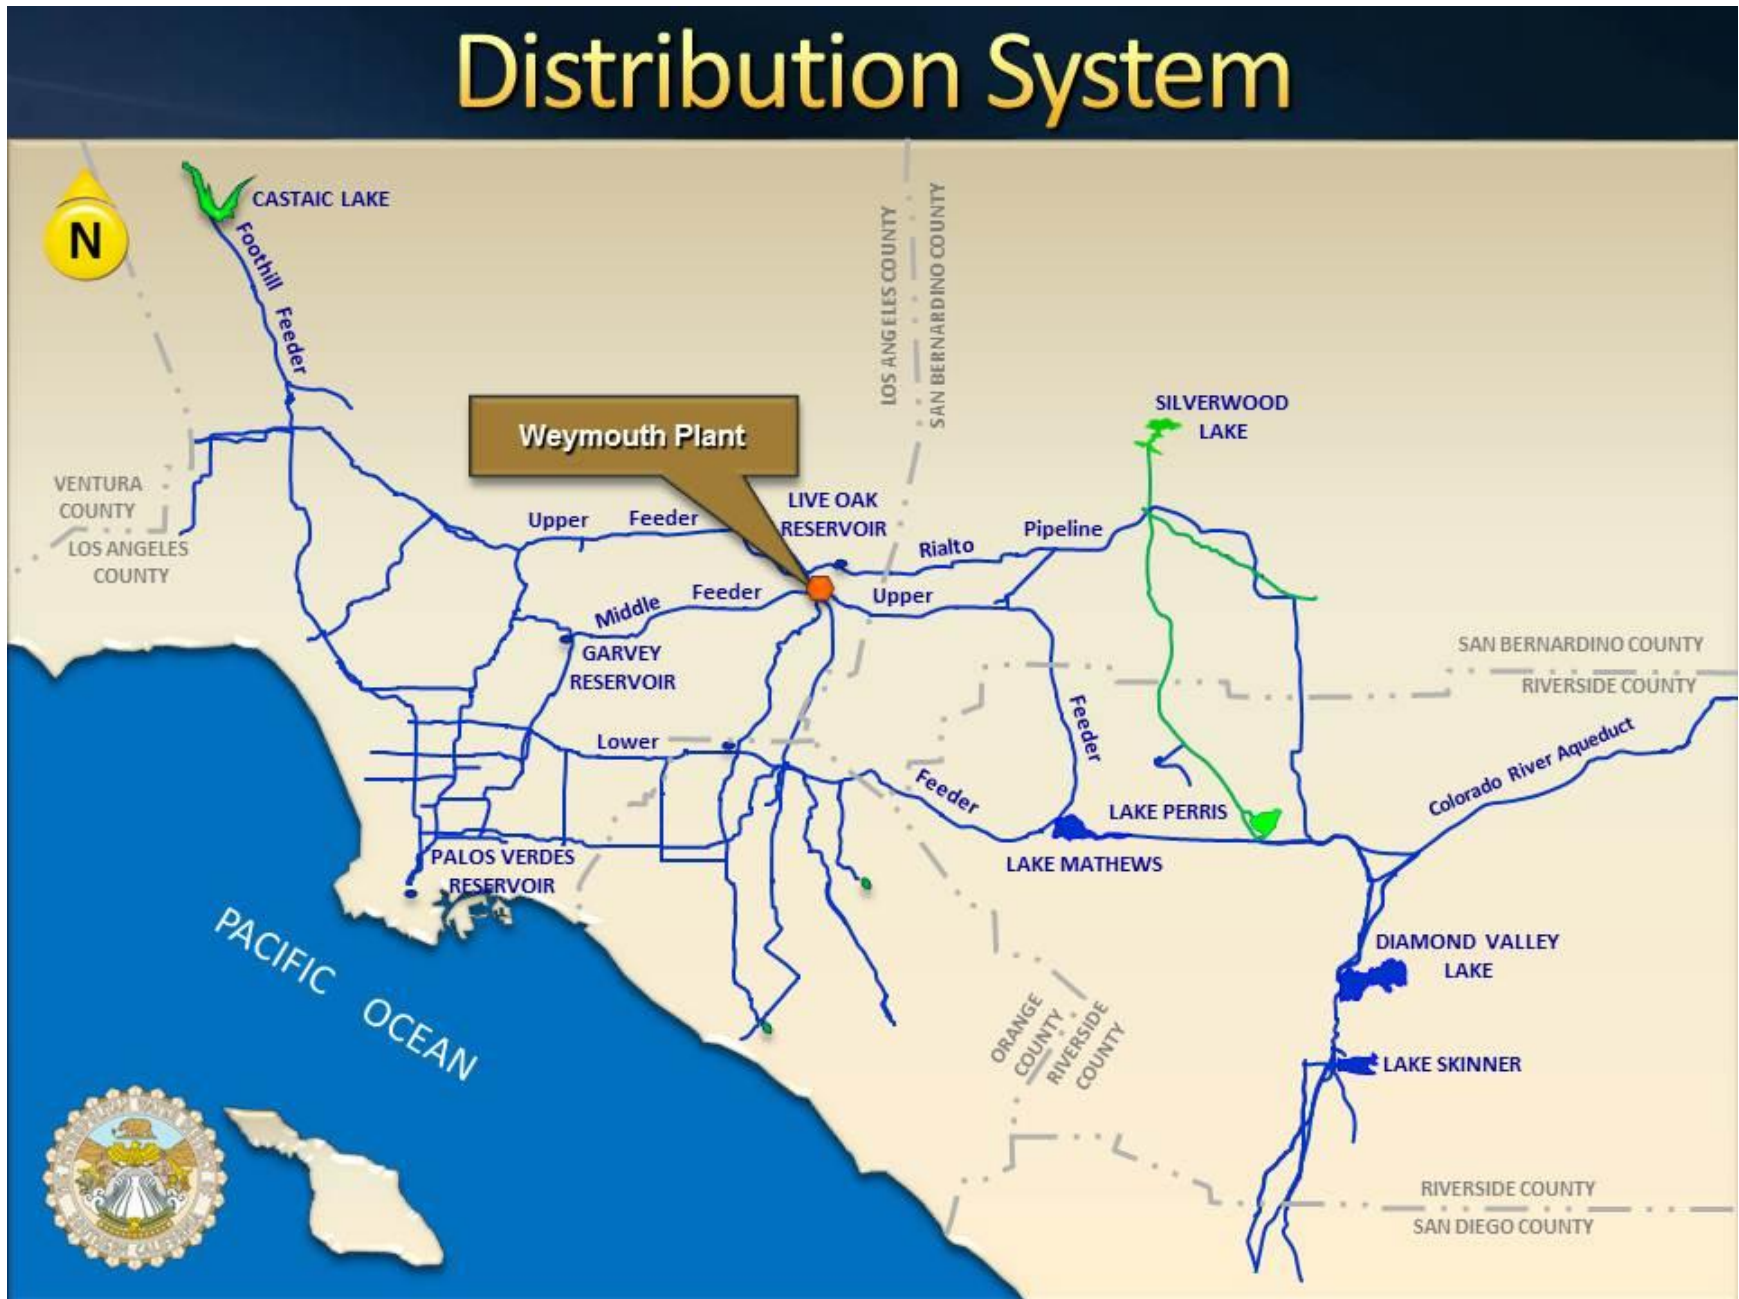 Distribution System
N
CASTAIC LAKE
Foothill Feeder
LOS ANGELES COUNTY
SAN BERNARDINO COUNTY
SILVERWOOD
LAKE
Weymouth Plant
VENTURA
COUNTY
LOS ANGELES
COUNTY
Upper Feeder
LIVE OAK
RESERVOIR
Rialto Pipeline
Middle Feeder
Upper
Feeder
GARVEY
RESERVOIR
SAN BERNARDINO COUNTY
RIVERSIDE COUNTY
Lower
Feeder
Colorado River Aqueduct
LAKE PERRIS
LAKE MATHEWS
PALOS VERDES
RESERVOIR
PACIFIC OCEAN
DIAMOND VALLEY
LAKE
ORANGE
COUNTY
RIVERSIDE
COUNTY
LAKE SKINNER
RIVERSIDE COUNTY
SAN DIEGO COUNTY